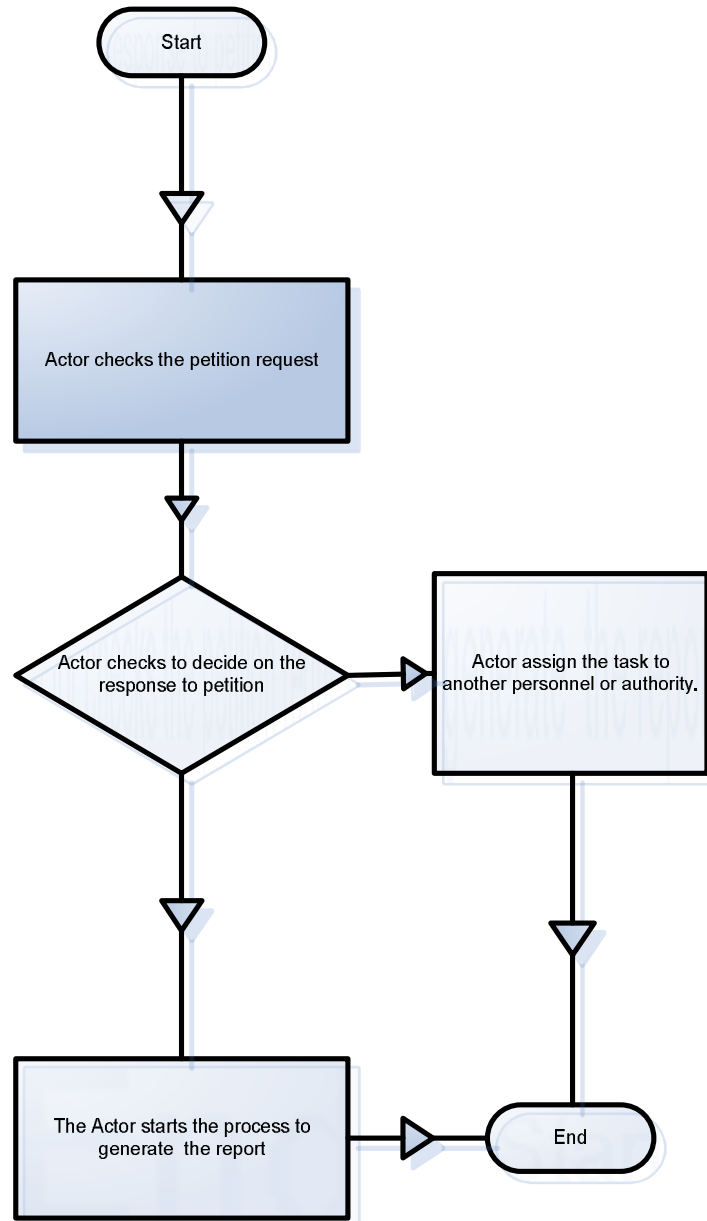 Start
Actor checks the petition request
Actor checks to decide on the
response to petition
Actor assign the task to
another personnel or authority.
The Actor starts the process to
generate  the report
End